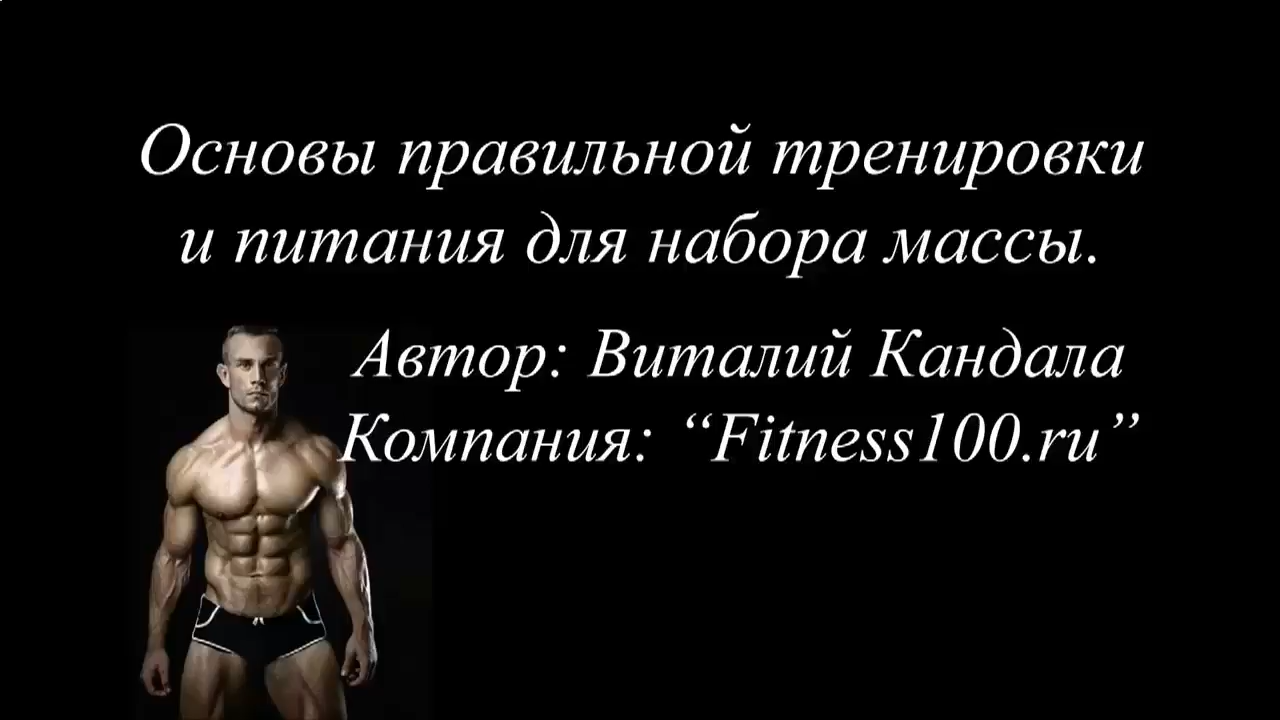 Основы правильной тренировки
и питания для набора массы.
Автор: Виталий Кандала
Компания: “Fitness100.ru”